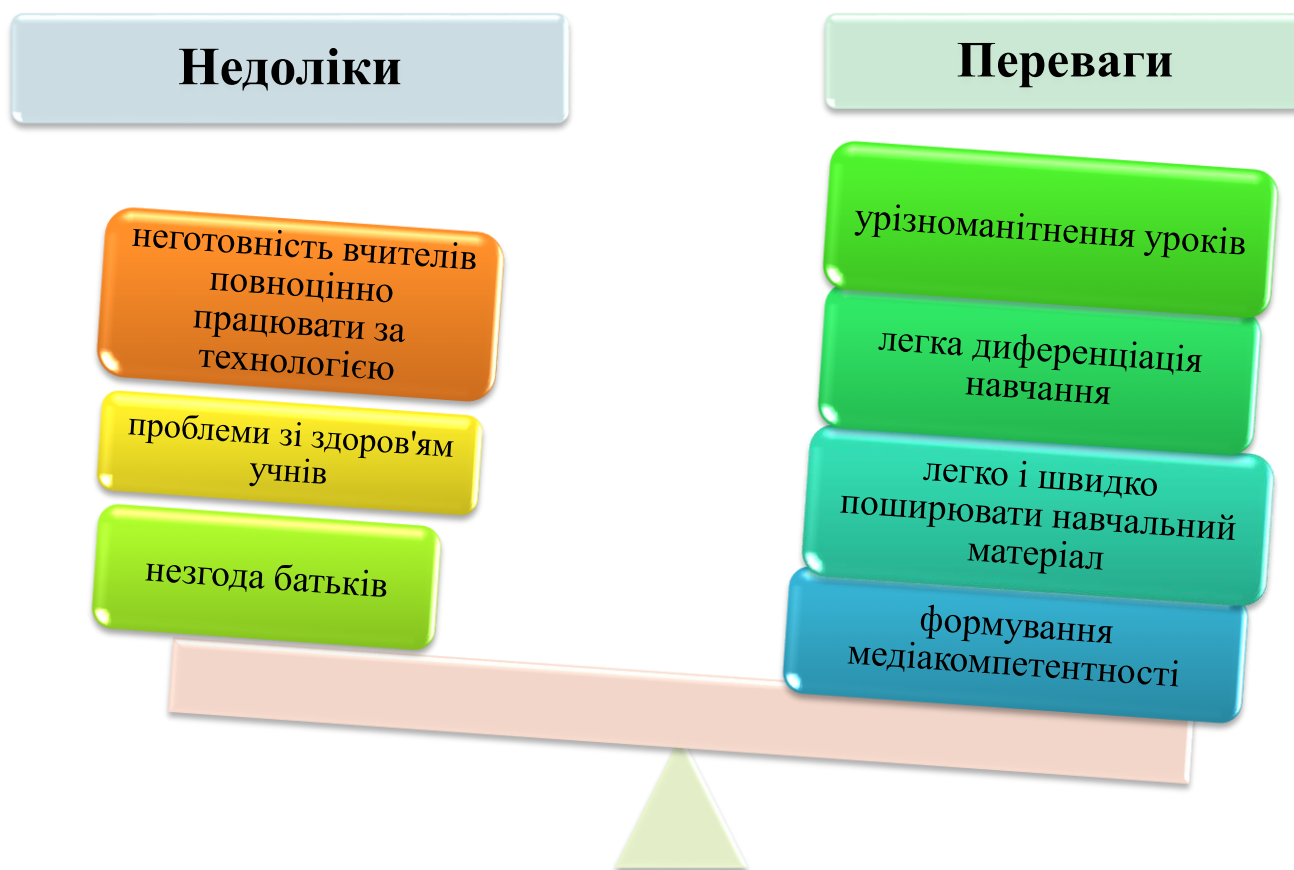 Недоліки
неготовність вчителів
повноцінно
працювати за
технологією
проблеми зі здоров'ям
учнів
незгода батьків
Переваги
урізноманітнення уроків
легка диференціація
навчання
легко і швидко
поширювати навчальний
матеріал
формування
медіакомпетентності